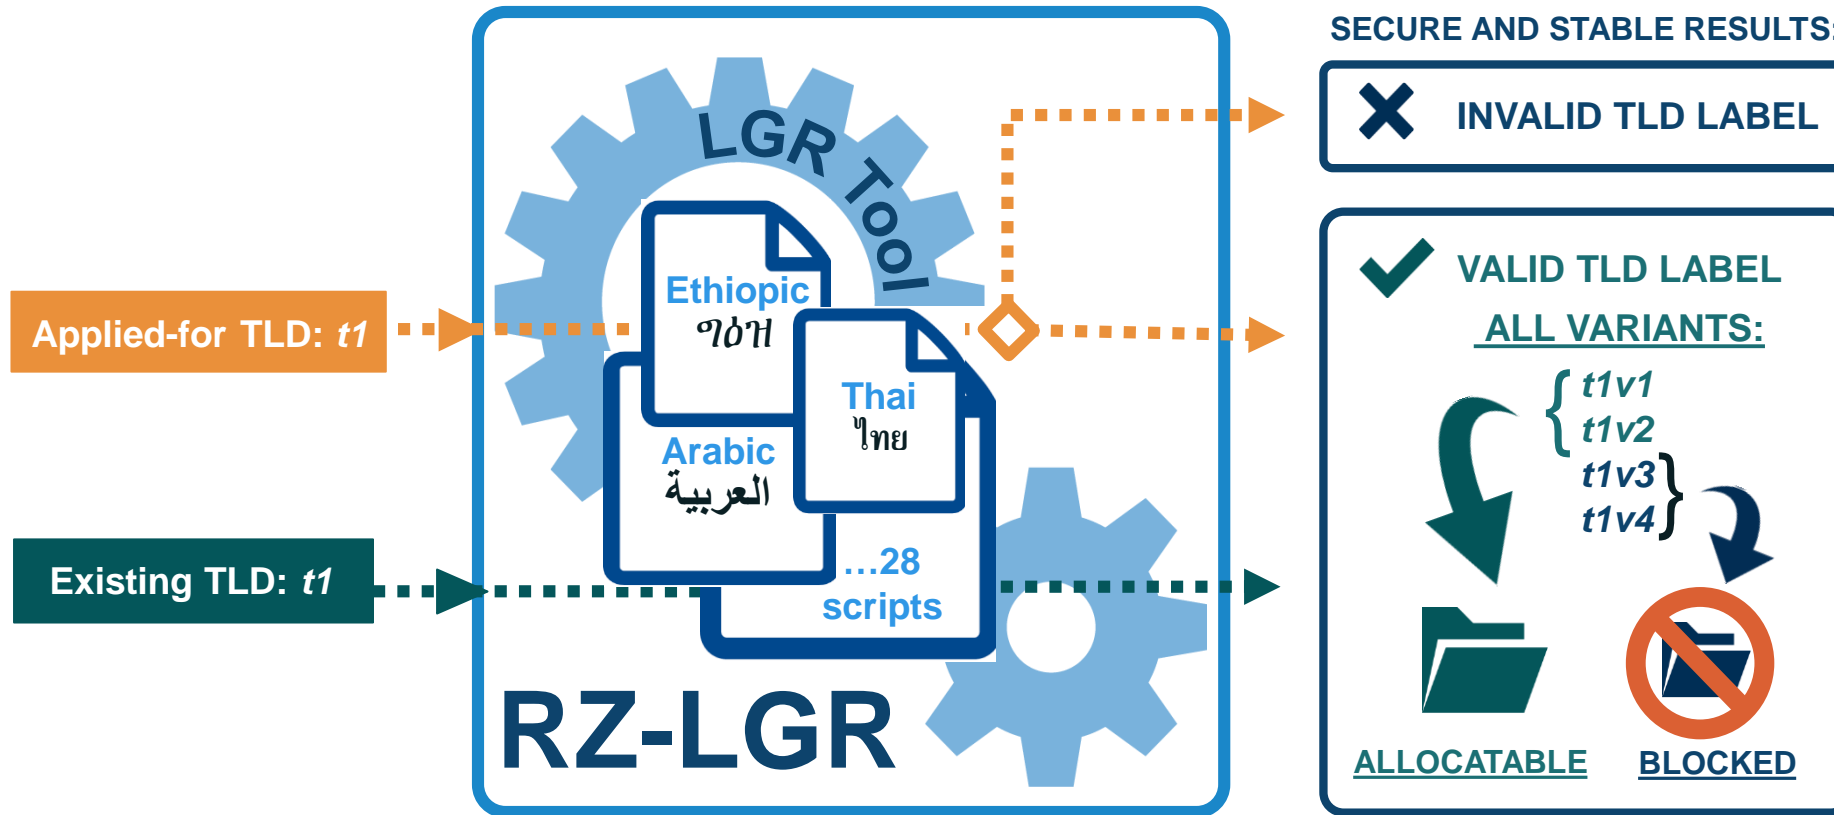 SECURE AND STABLE RESULTS:
INVALID TLD LABEL
LGR Tool
Ethiopic
ግዕዝ
Thai
ไทย
Arabic
العربية
...28
scripts
RZ-LGR
Applied-for TLD: t1
Existing TLD: t1
VALID TLD LABEL
ALL VARIANTS:
t1v1
t1v2
t1v3
t1v4
ALLOCATABLE
BLOCKED